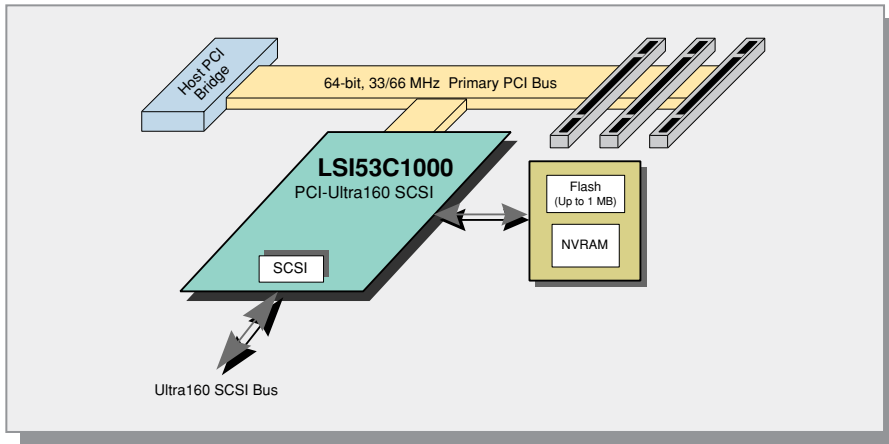 Host PCI
Bridge
64-bit, 33/66 MHz Primary PCI Bus
LSI53C1000
PCI-Ultra160 SCSI
Flash
(Up to 1 MB)
NVRAM
SCSI
Ultra160 SCSI Bus